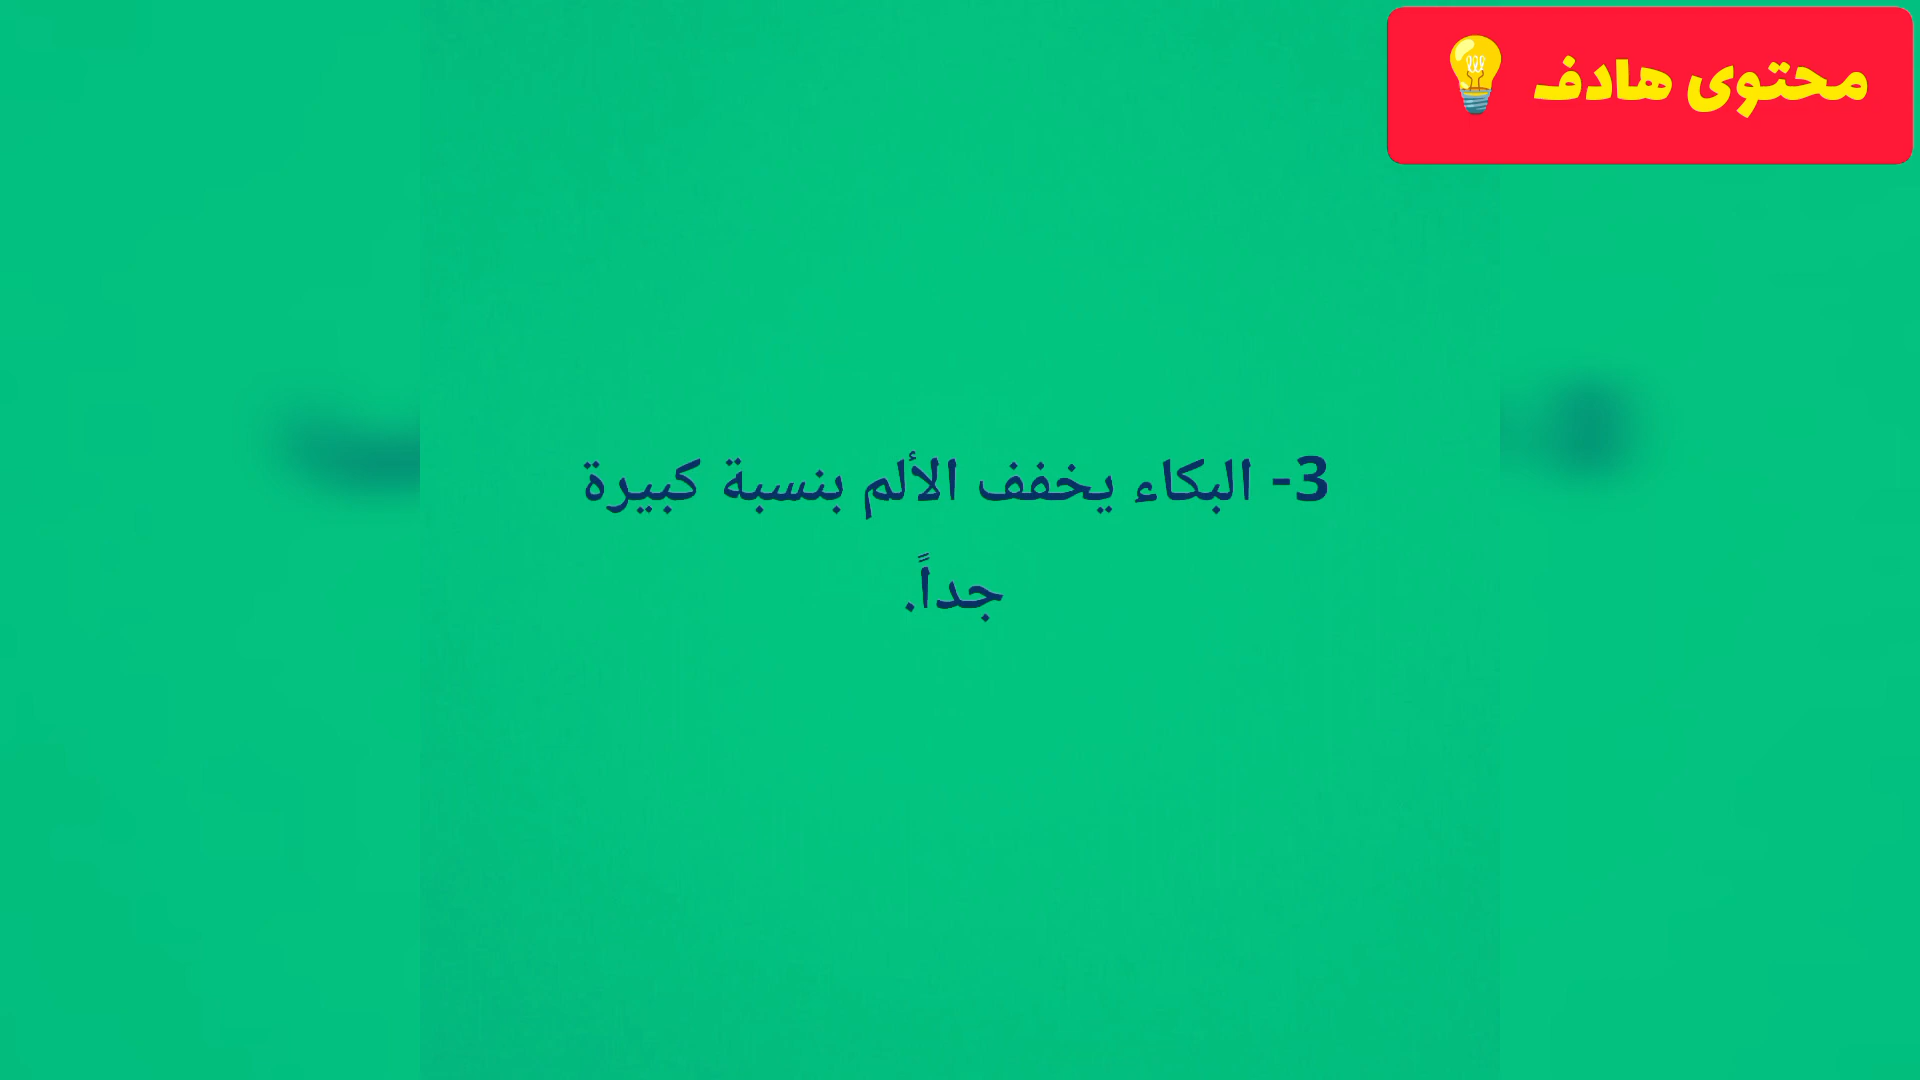 محتوى هادف
3- البكاء يخفف الألم بنسبة كبيرة
جداً.